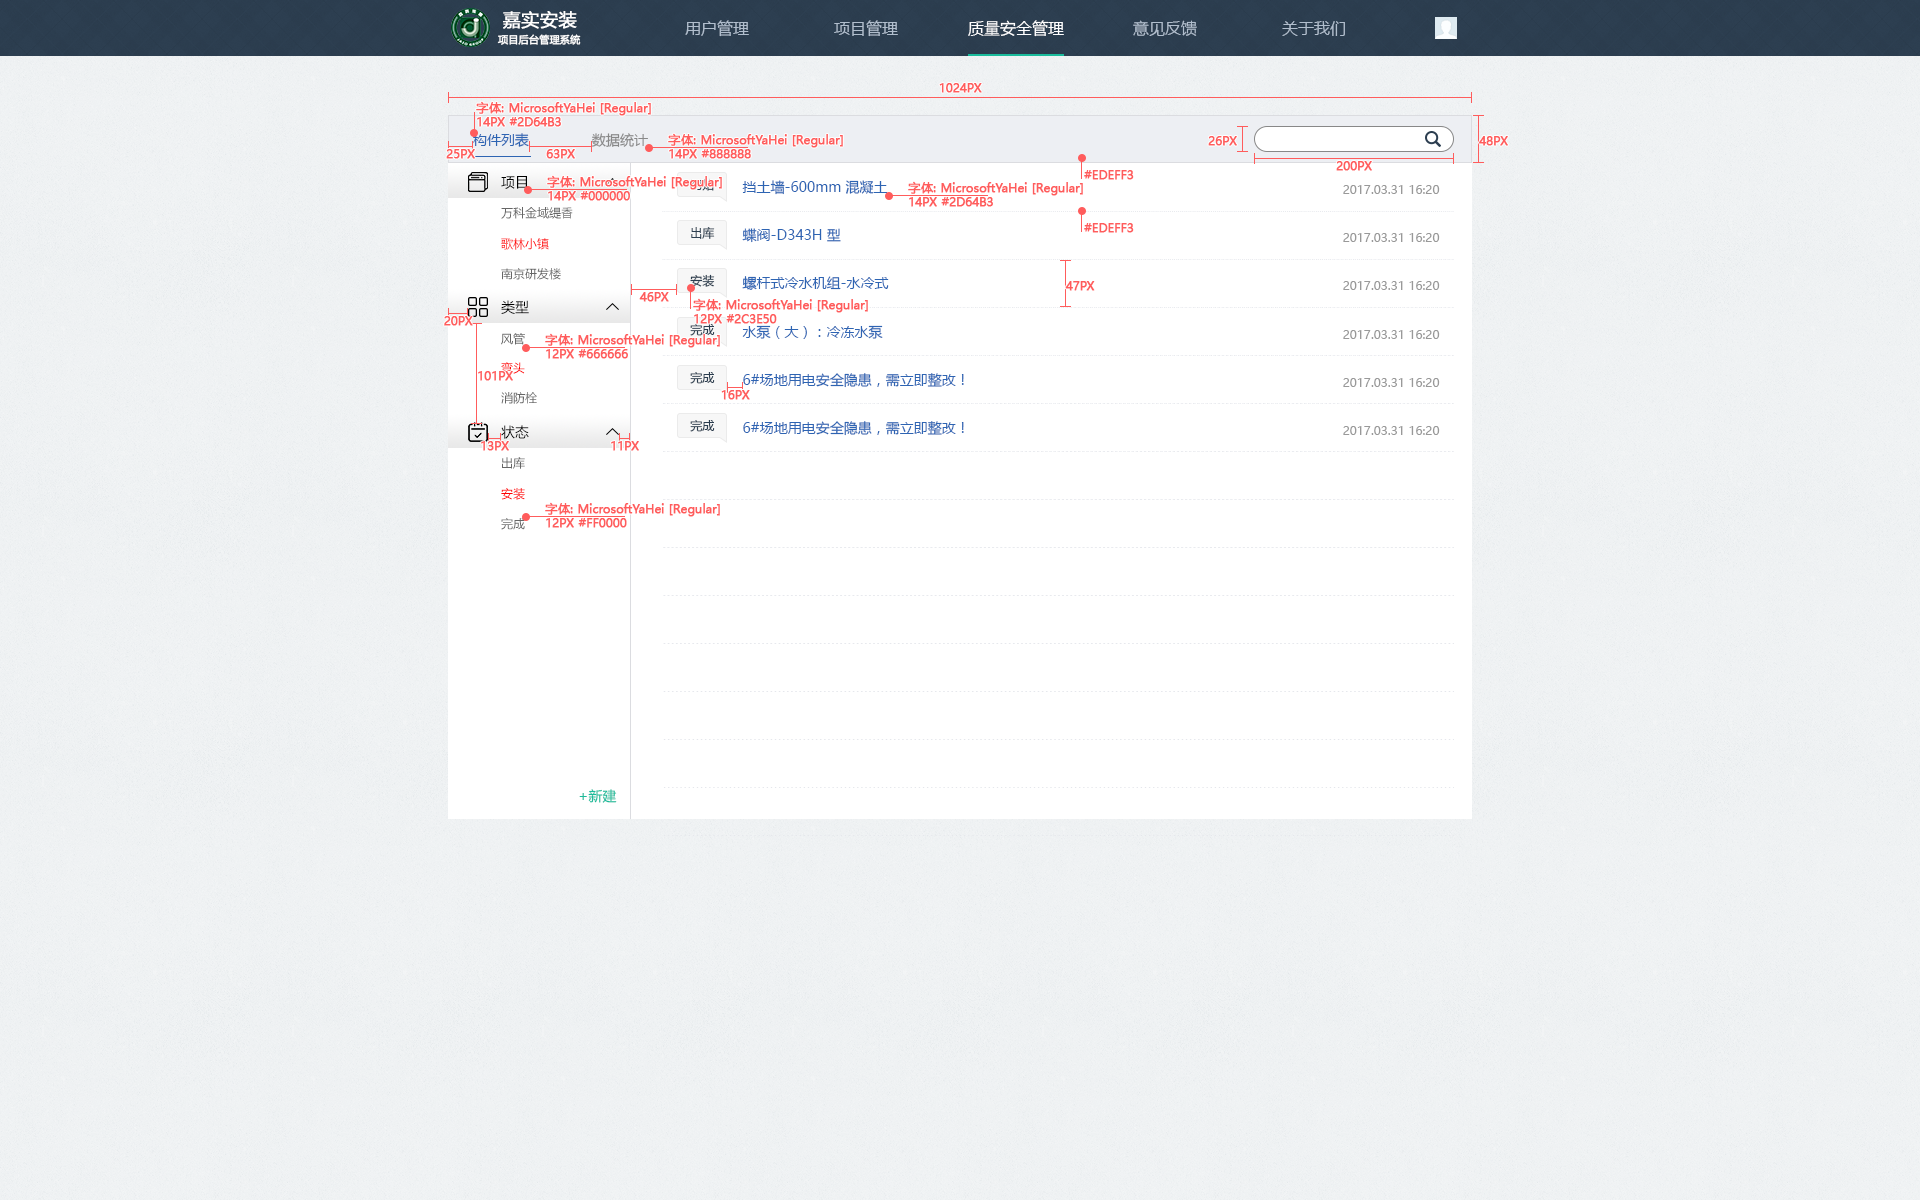 嘉实安装
项目后台管理系统
用户管理
项目管理
质量安全管理
意见反馈
关于我们
1024PX
字体: MicrosoftYaHei [Regular]
14PX #2D64B3
构件列表
数据统计
字体: MicrosoftYaHei [Regular]
14PX #888888
25PX
63PX
26PX
200PX
48PX
项目
字体: MicrosoftYaHei [Regular]
14PX #000000
挡土墙-600mm 混凝土
字体: MicrosoftYaHei [Regular]
14PX #2D64B3
#EDEFF3
2017.03.31 16:20
万科金域缇香
出库
蝶阀-D343H 型
#EDEFF3
2017.03.31 16:20
歌林小镇
南京研发楼
安装
螺杆式冷水机组-水冷式
47PX
2017.03.31 16:20
46PX
类型
20PX
字体: MicrosoftYaHei [Regular]
12PX #2C3E50
完成
水泵（大）：冷冻水泵
2017.03.31 16:20
风管
字体: MicrosoftYaHei [Regular]
12PX #666666
弯头
101PX
完成
6#场地用电安全隐患，需立即整改！
2017.03.31 16:20
16PX
消防栓
完成
6#场地用电安全隐患，需立即整改！
2017.03.31 16:20
状态
13PX
11PX
出库
安装
字体: MicrosoftYaHei [Regular]
12PX #FF0000
完成
+新建